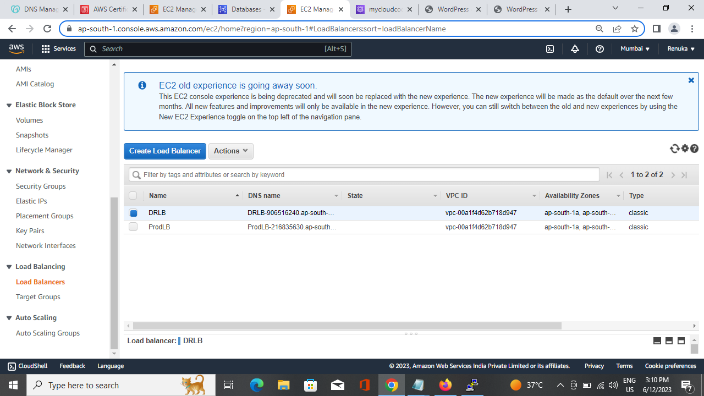 DNS Mana
AWS Certifi
EC2 Manag
Databases
EC2 Manag
mycloudco
WordPress
WordPress
ap-south-1.console.aws.amazon.com/ec2/home?region=ap-south-1#LoadBalancers:sort=loadBalancerName
aws
Services
Search
[Alt+S]
Mumbai
Renuka
AMIs
AMI Catalog
Elastic Block Store
Volumes
Snapshots
Lifecycle Manager
Network & Security
Security Groups
Elastic IPs
Placement Groups
Key Pairs
Network Interfaces
Load Balancing
Load Balancers
Target Groups
Auto Scaling
Auto Scaling Groups
EC2 old experience is going away soon.
This EC2 console experience is being deprecated and will soon be replaced with the new experience. The new experience will be made as the default over the next few
months. All new features and improvements will only be available in the new experience. However, you can still switch between the old and new experiences by using the
New EC2 Experience toggle on the top left of the navigation pane.
Create Load Balancer
Actions
Filter by tags and attributes or search by keyword
1 to 2 of 2
Name DNS name State VPC ID Availability Zones Type
DRLB DRLB-906516240.ap-south-... vpc-00a1f4d62b718d947 ap-south-1a, ap-south-... classic
ProdLB ProdLB-216835630.ap-south... vpc-00a1f4d62b718d947 ap-south-1a, ap-south-... classic
Load balancer: DRLB
CloudShell Feedback Language
© 2023, Amazon Web Services India Private Limited or its affiliates. Privacy Terms Cookie preferences
Type here to search
37°C
ENG
US
3:10 PM
6/12/2023